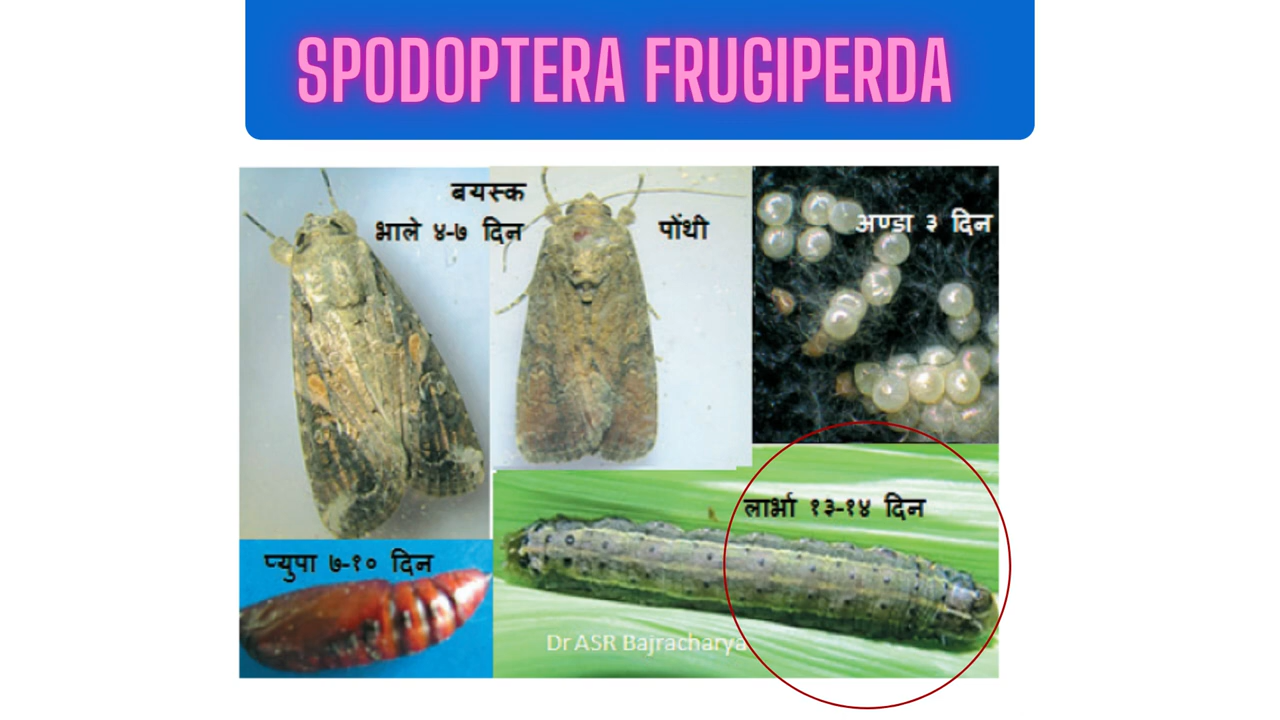 SPODOPTERA FRUGIPERDA
बयस्क
भाले ४-७ दिन
पोंथी
अण्डा ३ दिन
लार्भा १३-१४ दिन
प्युपा ७-१० दिन
Dr ASR Bajracharya